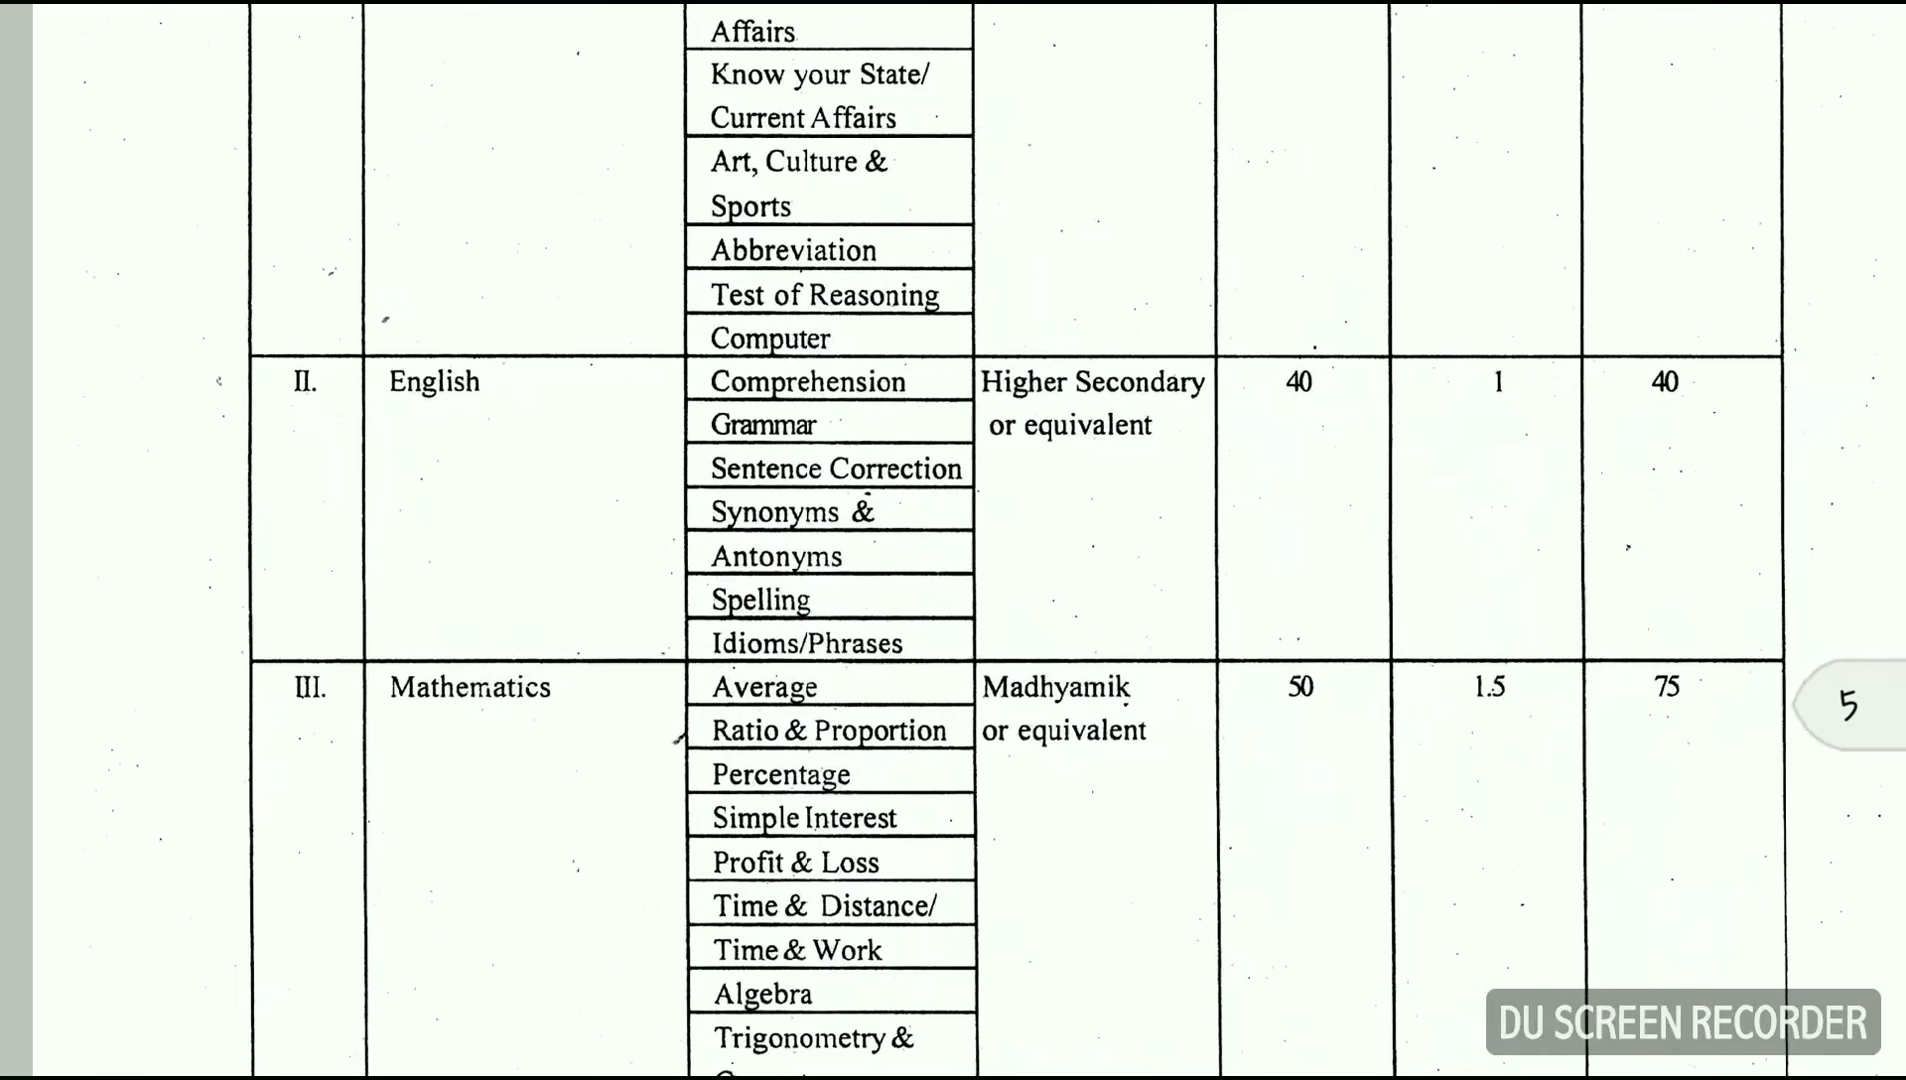 Affairs
Know your State/
Current Affairs
Art, Culture &
Sports
Abbreviation
Test of Reasoning
Computer
II. English Comprehension Higher Secondary 40 1 40
Grammar or equivalent
Sentence Correction
Synonyms &
Antonyms
Spelling
Idioms/Phrases
III. Mathematics Average Madhyamik 50 1.5 75
Ratio & Proportion or equivalent
Percentage
Simple Interest
Profit & Loss
Time & Distance/
Time & Work
Algebra
Trigonometry &
5
DU SCREEN RECORDER